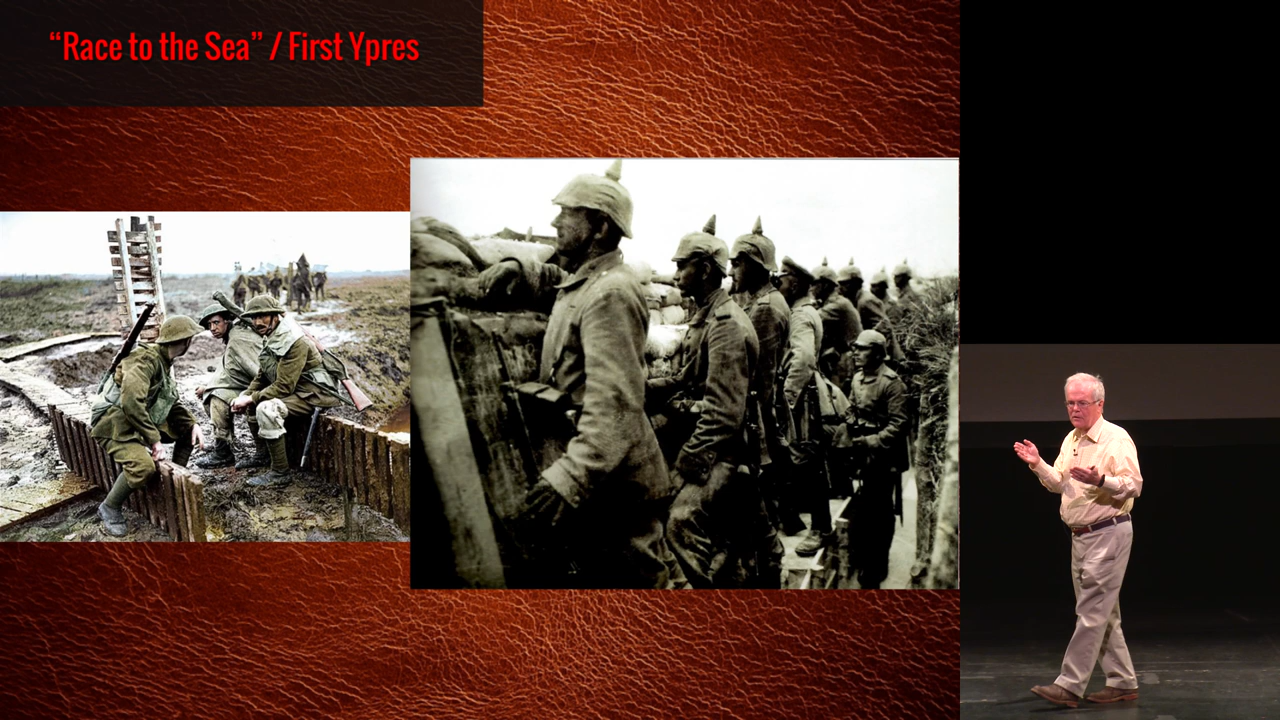 “Race to the Sea” / First Ypres